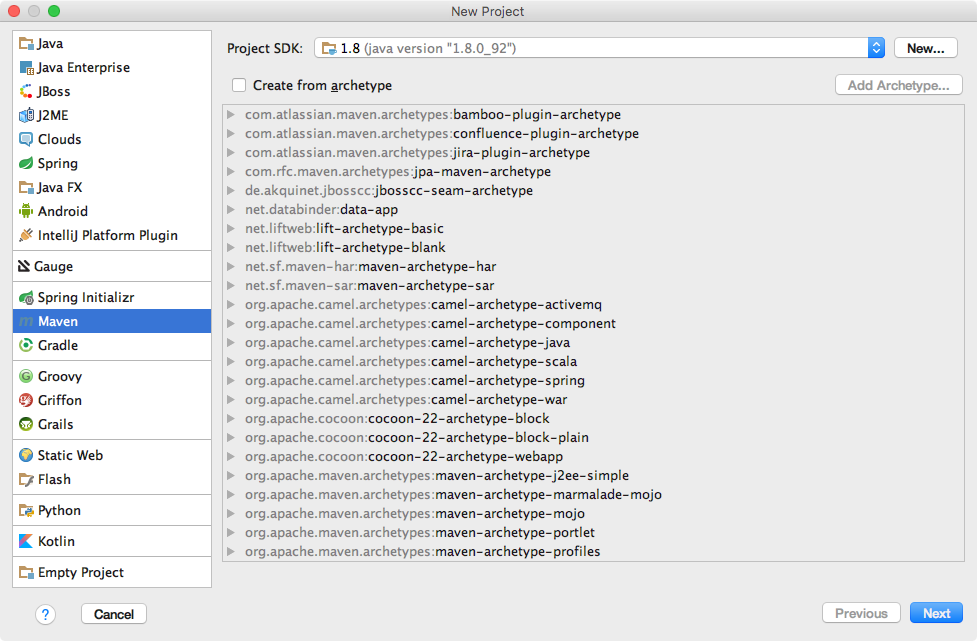 New Project
Java
Java Enterprise
JBoss
J2ME
Clouds
Spring
Java FX
Android
IntelliJ Platform Plugin
Gauge
Spring Initializr
Maven
Gradle
Groovy
Griffon
Grails
Static Web
Flash
Python
Kotlin
Empty Project
Project SDK: 1.8 (java version "1.8.0_92") New...
Create from archetype Add Archetype...
com.atlassian.maven.archetypes:bamboo-plugin-archetype
com.atlassian.maven.archetypes:confluence-plugin-archetype
com.atlassian.maven.archetypes:jira-plugin-archetype
com.rfc.maven.archetypes:jpa-maven-archetype
de.akquinet.jbosscc:jbosscc-seam-archetype
net.databinder:data-app
net.liftweb:lift-archetype-basic
net.liftweb:lift-archetype-blank
net.sf.maven-har:maven-archetype-har
net.sf.maven-sar:maven-archetype-sar
org.apache.camel.archetypes:camel-archetype-activemq
org.apache.camel.archetypes:camel-archetype-component
org.apache.camel.archetypes:camel-archetype-java
org.apache.camel.archetypes:camel-archetype-scala
org.apache.camel.archetypes:camel-archetype-spring
org.apache.camel.archetypes:camel-archetype-war
org.apache.cocoon:cocoon-22-archetype-block
org.apache.cocoon:cocoon-22-archetype-block-plain
org.apache.cocoon:cocoon-22-archetype-webapp
org.apache.maven.archetypes:maven-archetype-j2ee-simple
org.apache.maven.archetypes:maven-archetype-marmalade-mojo
org.apache.maven.archetypes:maven-archetype-mojo
org.apache.maven.archetypes:maven-archetype-portlet
org.apache.maven.archetypes:maven-archetype-profiles
? Cancel Previous Next